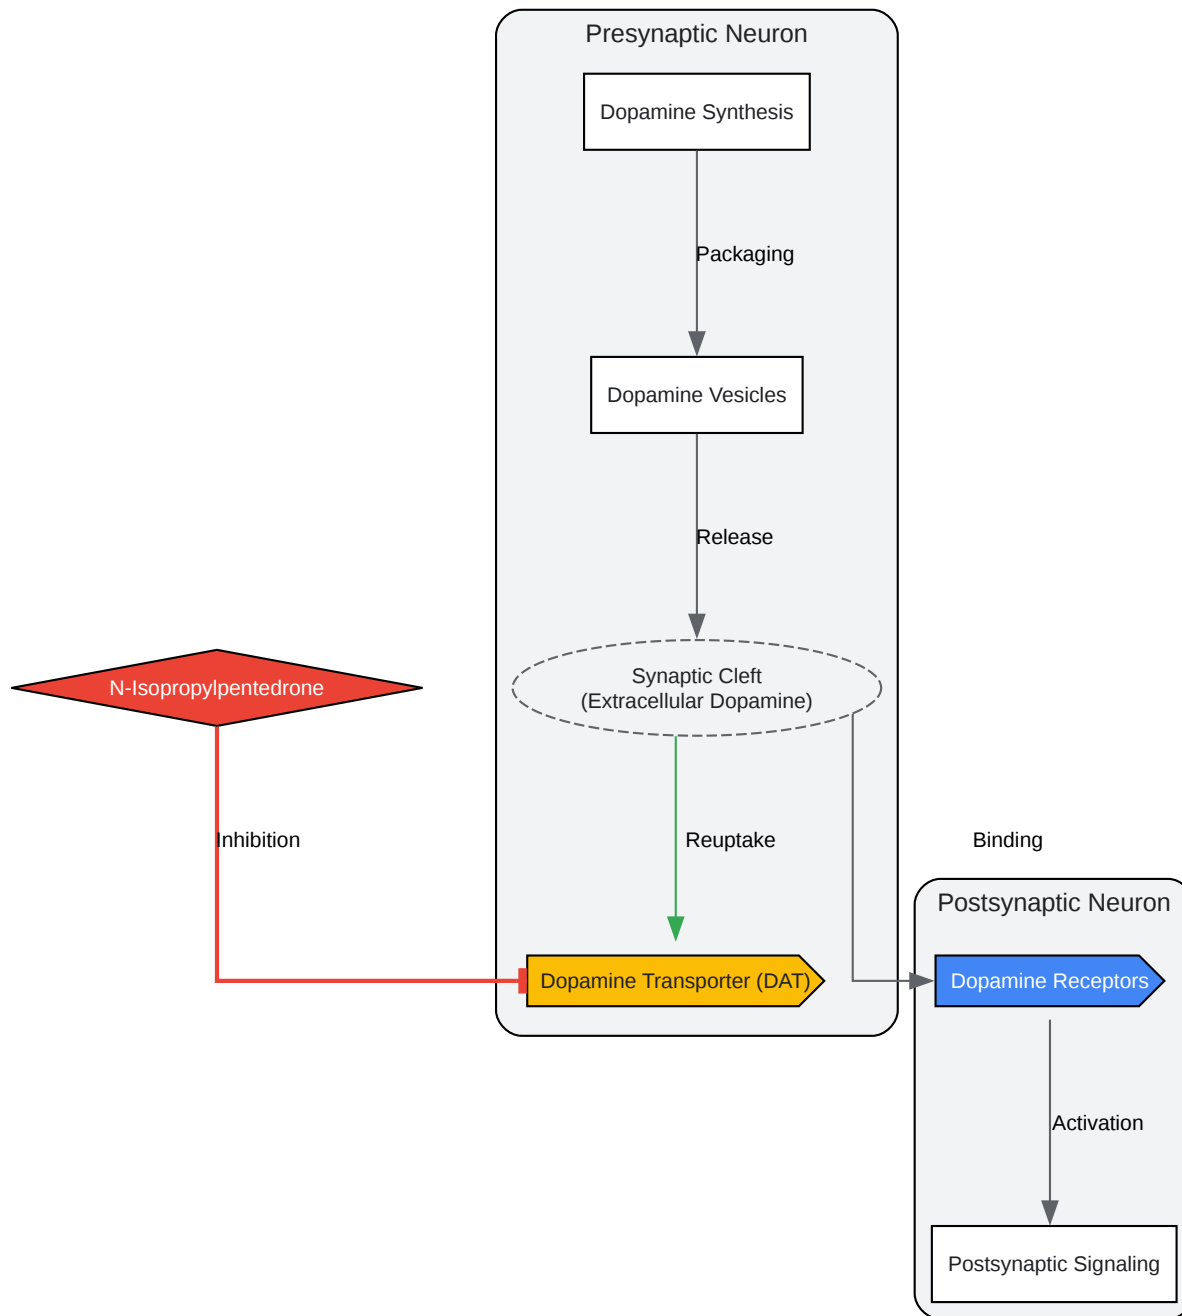 Presynaptic Neuron
Dopamine Synthesis
Packaging
Dopamine Vesicles
Release
Synaptic Cleft
(Extracellular Dopamine)
N-Isopropylpentedrone
Inhibition
Reuptake
Binding
Postsynaptic Neuron
Dopamine Transporter (DAT)
Dopamine Receptors
Activation
Postsynaptic Signaling